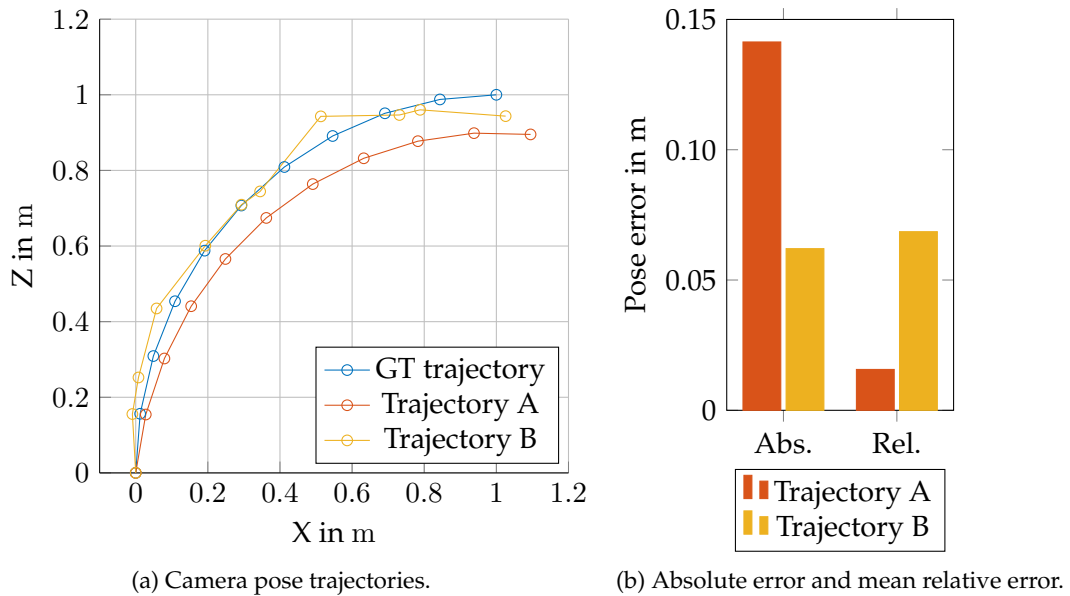 1.2
1
0.8
0.6
0.4
0.2
0
0 0.2 0.4 0.6 0.8 1 1.2
Z in m
X in m
GT trajectory
Trajectory A
Trajectory B
(a) Camera pose trajectories.
0.15
0.10
0.05
0
Pose error in m
Abs. Rel.
Trajectory A
Trajectory B
(b) Absolute error and mean relative error.